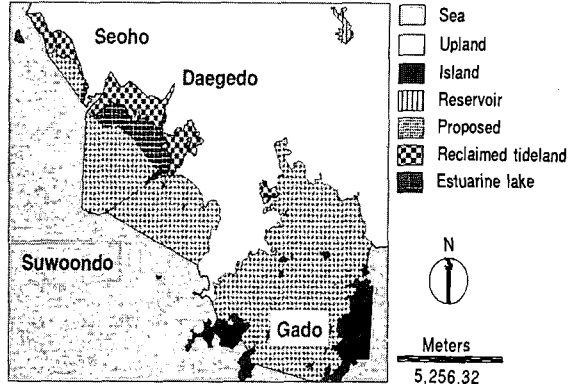 Seoho
Daegedo
Suwoondo
Gado
Sea
Upland
Island
Reservoir
Proposed
Reclaimed tideland
Estuarine lake
N
Meters
5,256.32